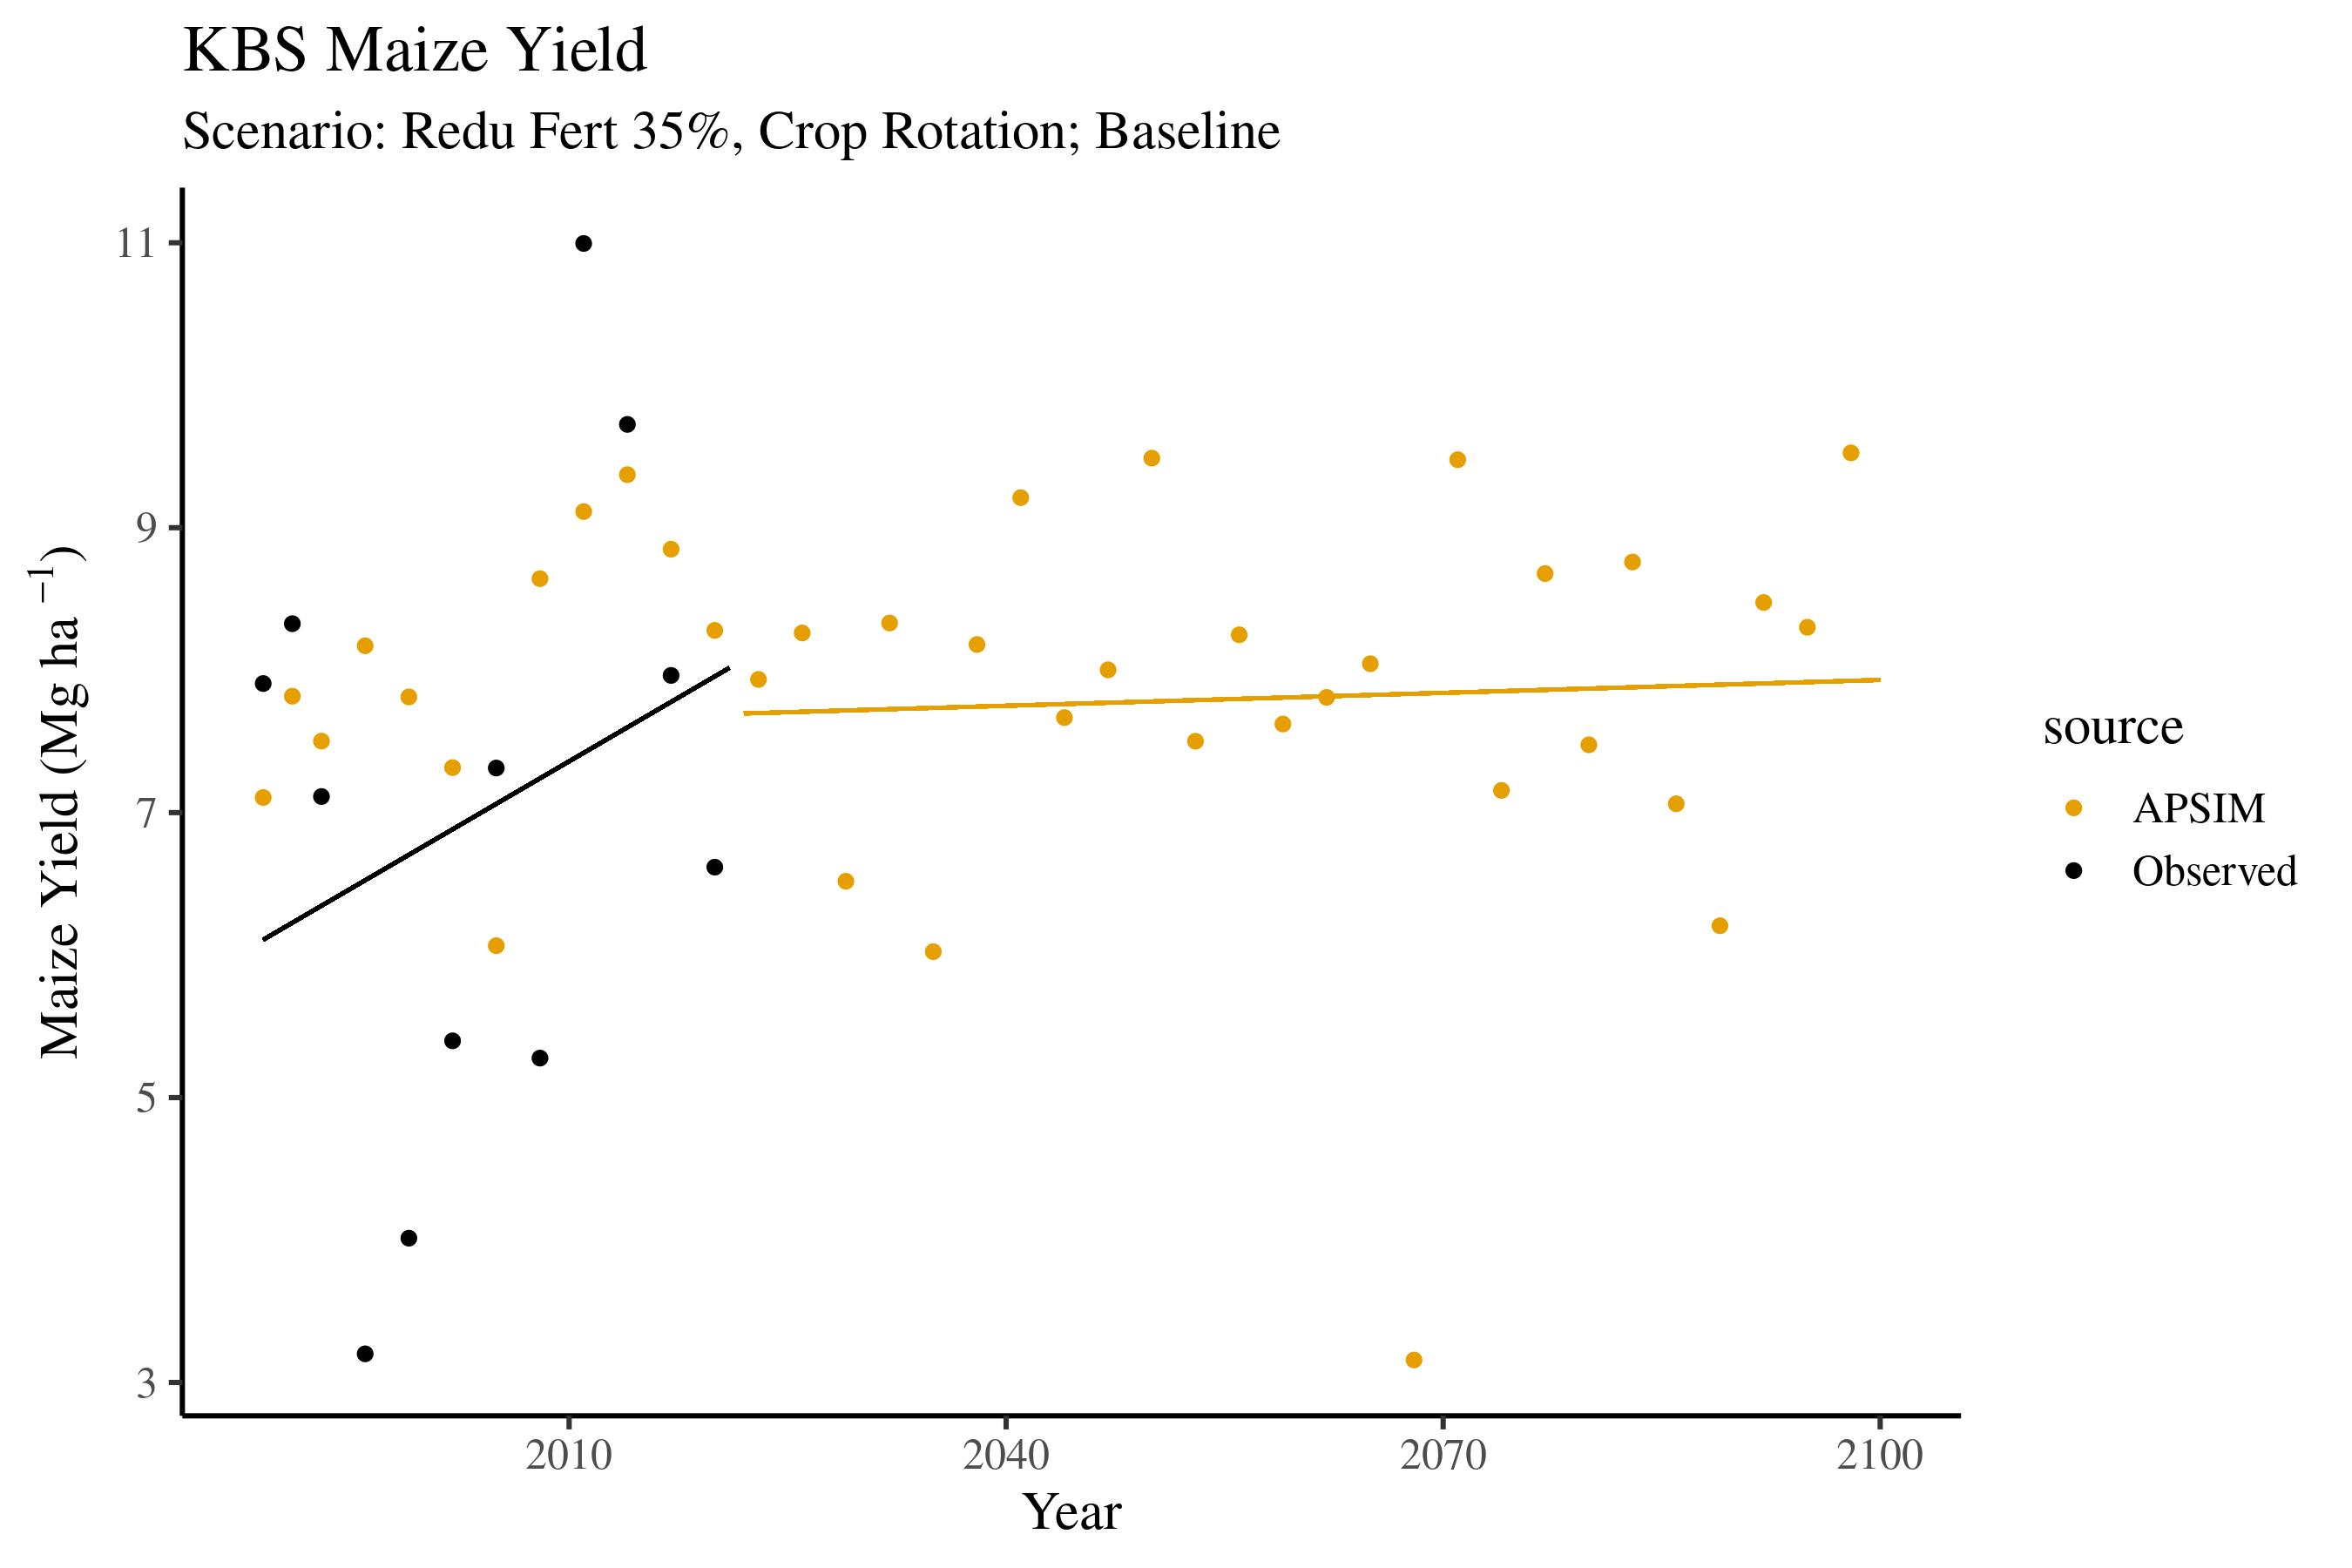 KBS Maize Yield
Scenario: Redu Fert 35%, Crop Rotation; Baseline
Maize Yield (Mg ha ⁻¹)
11
9
7
5
3
2010 2040 2070 2100
Year
source
APSIM
Observed